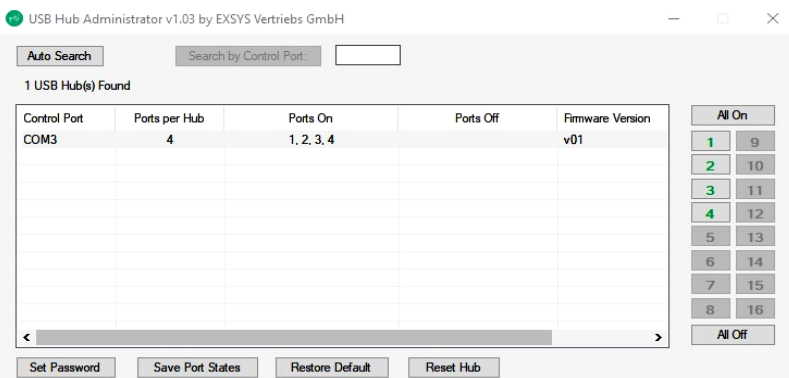 USB Hub Administrator v1.03 by EXSYS Vertriebs GmbH
Auto Search Search by Control Port:
1 USB Hub(s) Found
Control Port Ports per Hub Ports On Ports Off Firmware Version
COM3 4 1, 2, 3, 4 v01
All On
1 9
2 10
3 11
4 12
5 13
6 14
7 15
8 16
All Off
Set Password Save Port States Restore Default Reset Hub